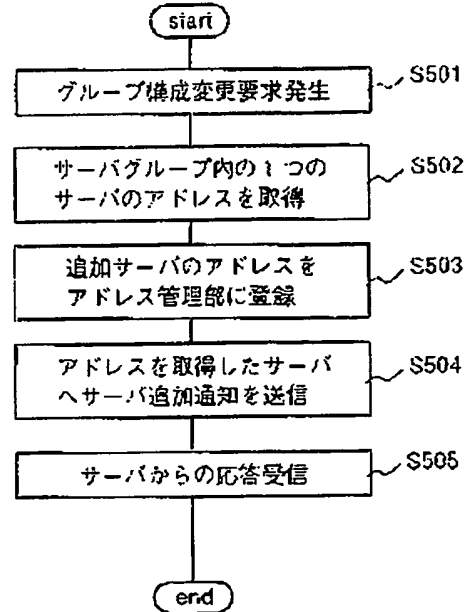 start
グループ構成変更要求発生
S501
サーバグループ内の1つの
サーバのアドレスを取得
S502
追加サーバのアドレスを
アドレス管理部に登録
S503
アドレスを取得したサーバ
へサーバ追加通知を送信
S504
サーバからの応答受信
S505
end